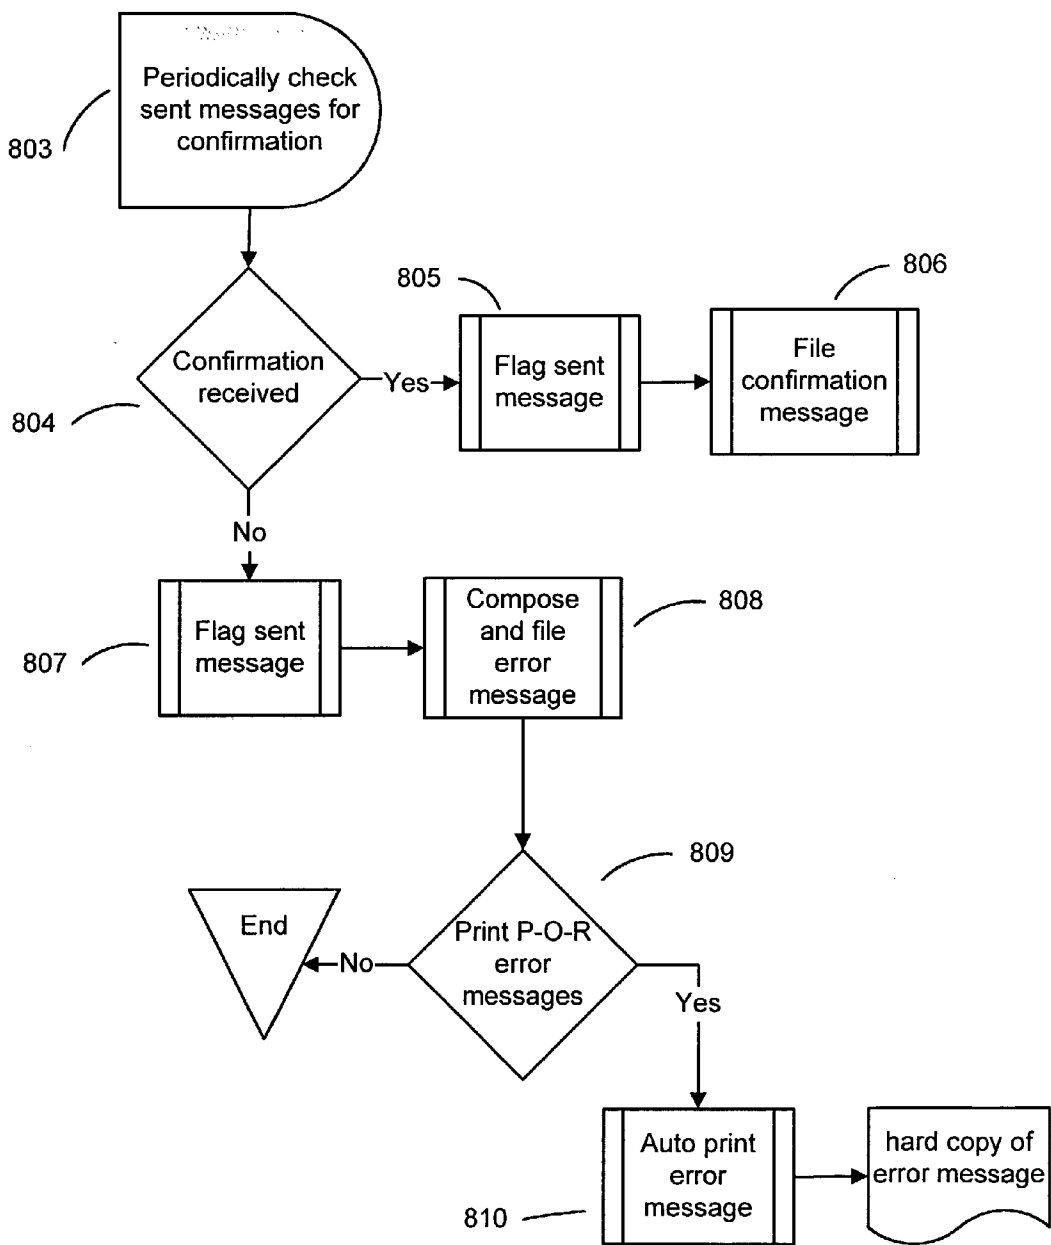 Periodically check
sent messages for
confirmation
803
805
806
Confirmation
received
804
Yes
Flag sent
message
File
confirmation
message
No
Flag sent
message
807
Compose
and file
error
message
808
809
End
No
Print P-O-R
error
messages
Yes
Auto print
error
message
810
hard copy of
error message